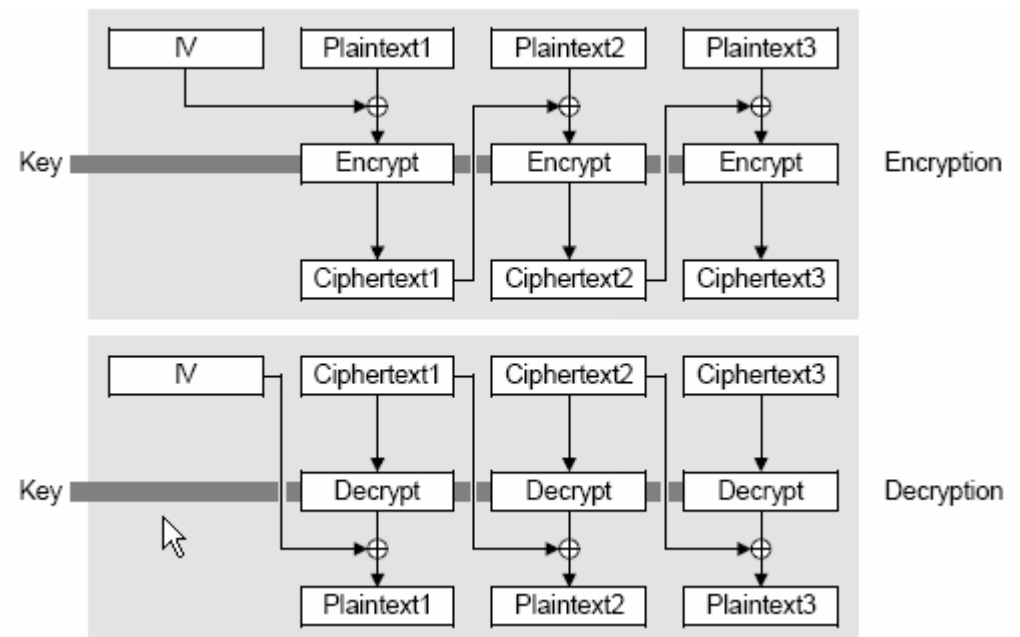 IV Plaintext1 Plaintext2 Plaintext3
Key Encrypt Encrypt Encrypt Encryption
Ciphertext1 Ciphertext2 Ciphertext3
IV Ciphertext1 Ciphertext2 Ciphertext3
Key Decrypt Decrypt Decrypt Decryption
Plaintext1 Plaintext2 Plaintext3